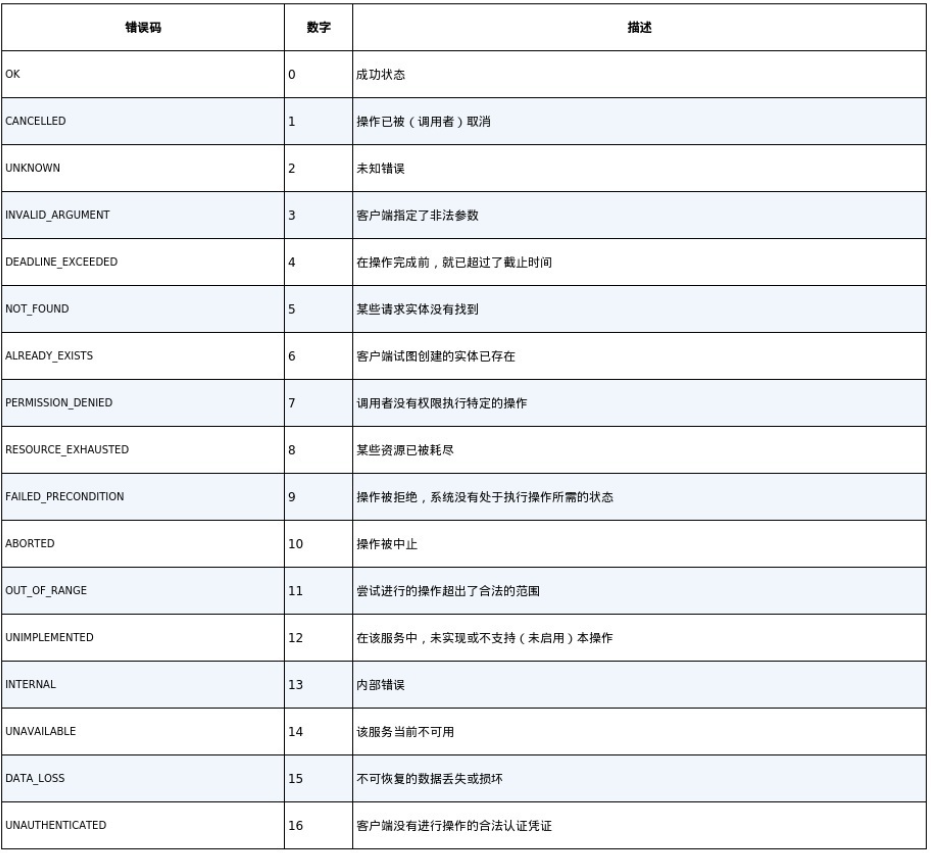 错误码 数字 描述
OK 0 成功状态
CANCELLED 1 操作已被（调用者）取消
UNKNOWN 2 未知错误
INVALID_ARGUMENT 3 客户端指定了非法参数
DEADLINE_EXCEEDED 4 在操作完成前，就已超过了截止时间
NOT_FOUND 5 某些请求实体没有找到
ALREADY_EXISTS 6 客户端试图创建的实体已存在
PERMISSION_DENIED 7 调用者没有权限执行特定的操作
RESOURCE_EXHAUSTED 8 某些资源已被耗尽
FAILED_PRECONDITION 9 操作被拒绝，系统没有处于执行操作所需的状态
ABORTED 10 操作被中止
OUT_OF_RANGE 11 尝试进行的操作超出了合法的范围
UNIMPLEMENTED 12 在该服务中，未实现或不支持（未启用）本操作
INTERNAL 13 内部错误
UNAVAILABLE 14 该服务当前不可用
DATA_LOSS 15 不可恢复的数据丢失或损坏
UNAUTHENTICATED 16 客户端没有进行操作的合法认证凭证